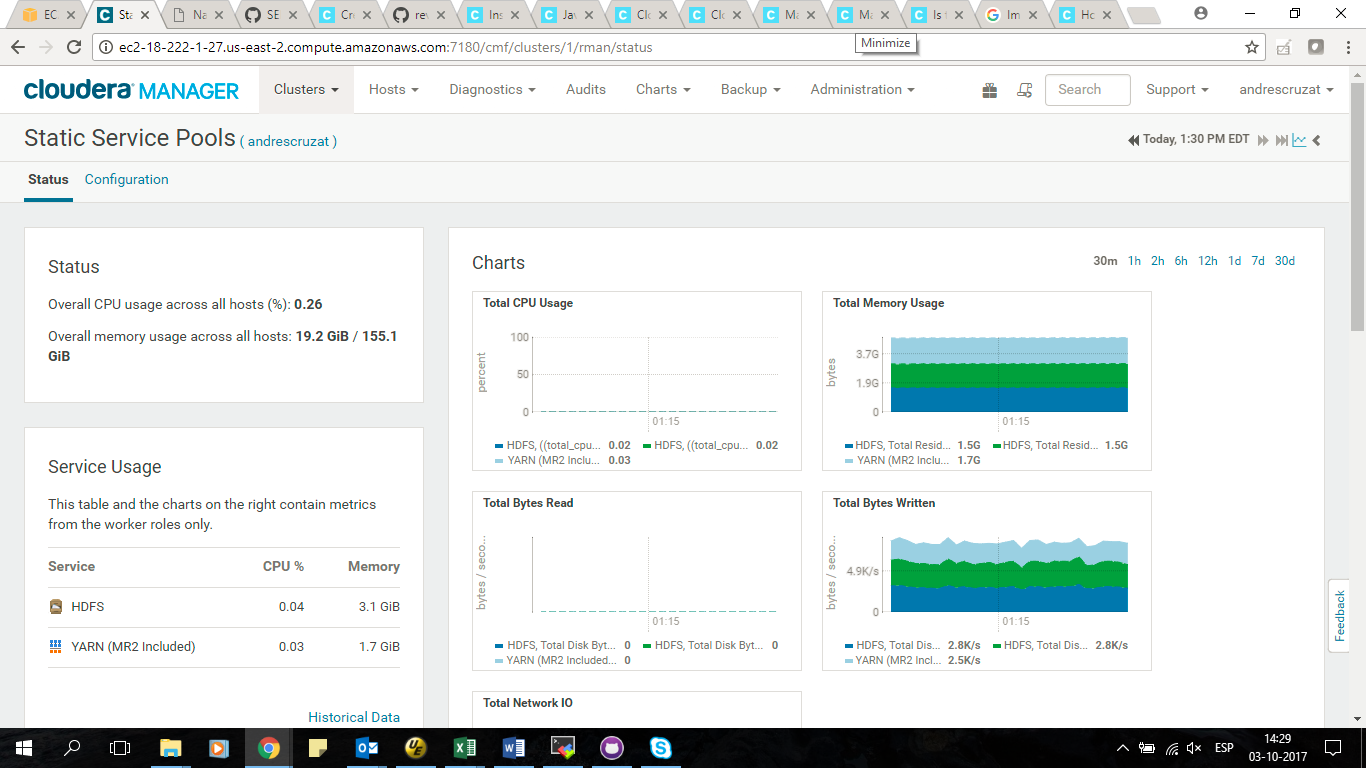 EC
Sta
Na
SE
Cr
rev
Ins
Jav
Clo
Clo
Ma
Ma
Is t
Im
Ho
ec2-18-222-1-27.us-east-2.compute.amazonaws.com:7180/cmf/clusters/1/rman/status
Minimize
cloudera MANAGER Clusters Hosts Diagnostics Audits Charts Backup Administration Search Support andrescruzat
Static Service Pools ( andrescruzat )
Today, 1:30 PM EDT
Status Configuration
Status
Overall CPU usage across all hosts (%): 0.26
Overall memory usage across all hosts: 19.2 GiB / 155.1
GiB
Service Usage
This table and the charts on the right contain metrics
from the worker roles only.
Service CPU % Memory
HDFS 0.04 3.1 GiB
YARN (MR2 Included) 0.03 1.7 GiB
Historical Data
Charts
30m 1h 2h 6h 12h 1d 7d 30d
Total CPU Usage
percent
100
50
0
01:15
HDFS, ((total_cpu... 0.02 HDFS, ((total_cpu... 0.02
YARN (MR2 Inclu... 0.03
Total Memory Usage
bytes
3.7G
1.9G
0
01:15
HDFS, Total Resid... 1.5G HDFS, Total Resid... 1.5G
YARN (MR2 Inclu... 1.7G
Total Bytes Read
bytes / seco...
01:15
HDFS, Total Disk Byt... 0 HDFS, Total Disk Byt... 0
YARN (MR2 Included... 0
Total Bytes Written
bytes / seco...
4.9K/s
0
01:15
HDFS, Total Dis... 2.8K/s HDFS, Total Dis... 2.8K/s
YARN (MR2 Incl... 2.5K/s
Total Network IO
Feedback
ESP
14:29
03-10-2017